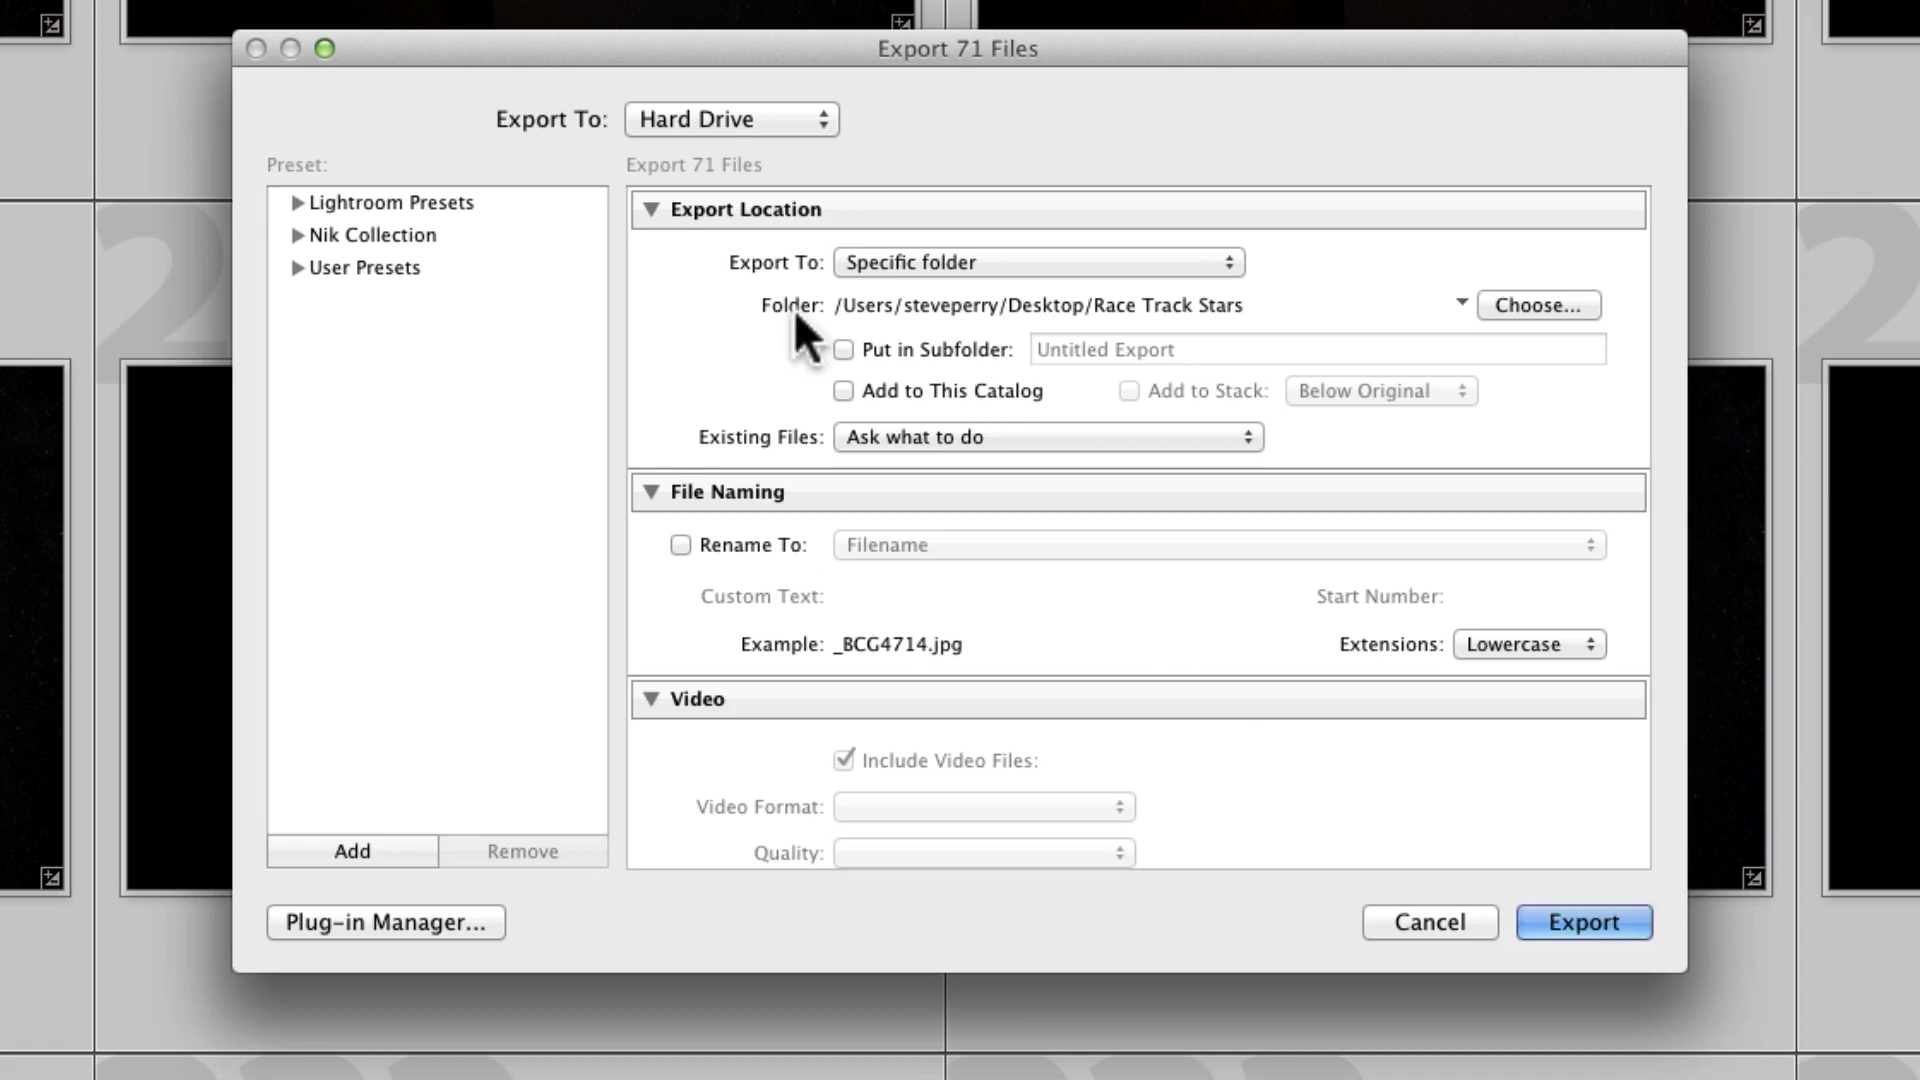 Export 71 Files
Export To: Hard Drive
Preset:
Export 71 Files
Lightroom Presets
Nik Collection
User Presets
Export Location
Export To: Specific folder
Folder: /Users/steveperry/Desktop/Race Track Stars Choose...
Put in Subfolder: Untitled Export
Add to This Catalog Add to Stack: Below Original
Existing Files: Ask what to do
File Naming
Rename To: Filename
Custom Text: Start Number:
Example: _BCG4714.jpg Extensions: Lowercase
Video
Include Video Files:
Video Format:
Quality:
Add Remove
Plug-in Manager... Cancel Export